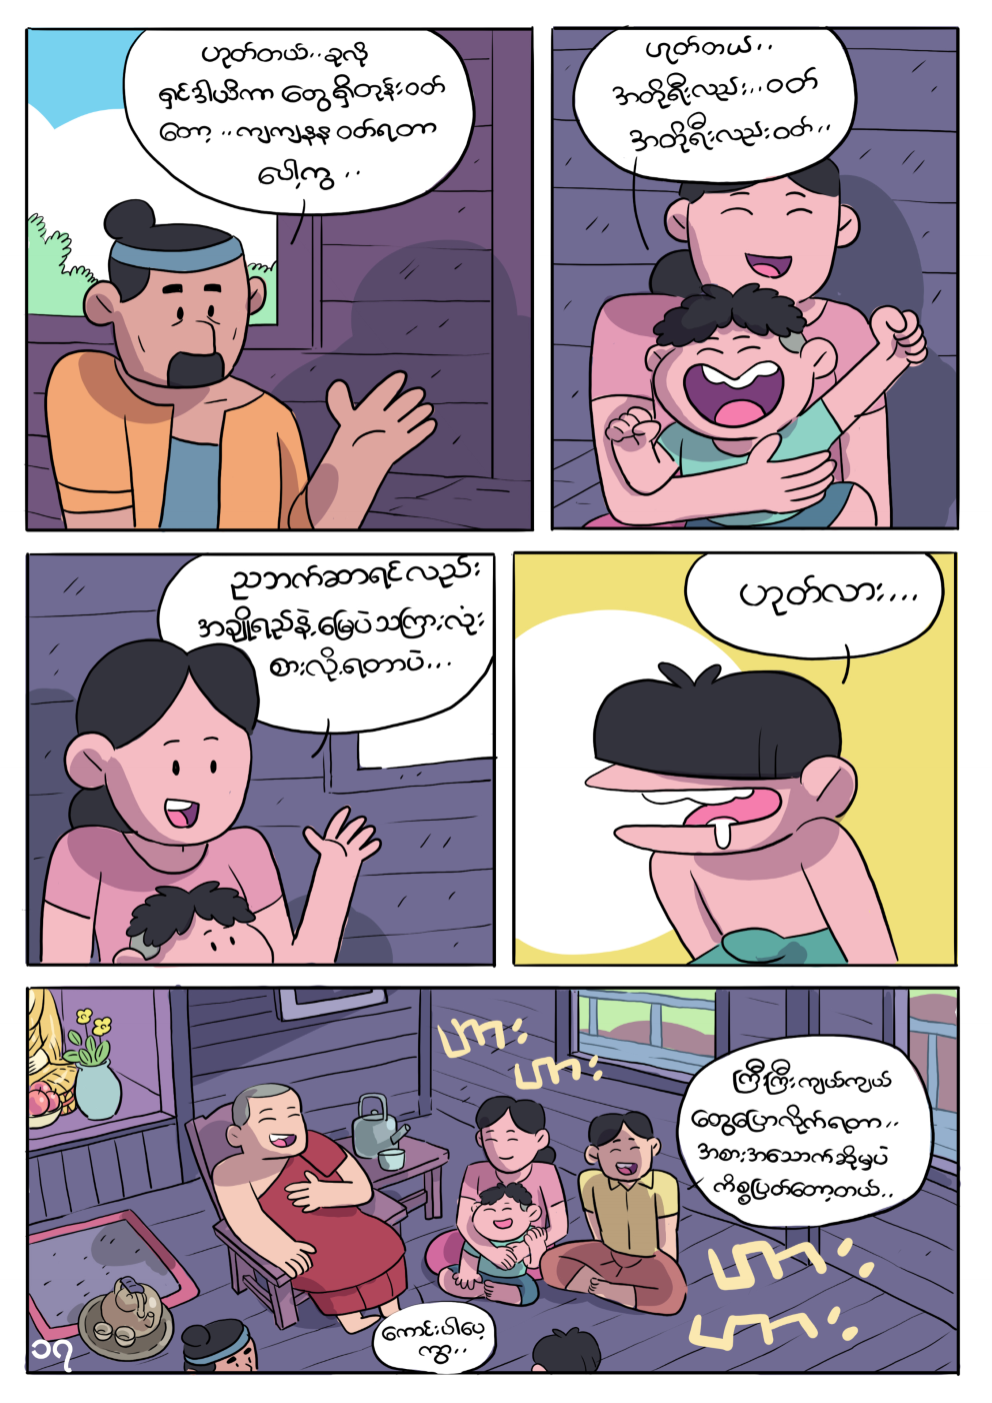 ဟုတ်တယ်..ခုလို
ရှင်ဒါယိကာ တွေ ရှိတုန်းဝတ်
တော့..ကျကျနန ဝတ်ရတာ
ပေါ့ကွ ..
ဟုတ်တယ်..
အတိုရီးလည်း..ဝတ်
အတိုရီးလည်းဝတ်..
ညဘက်ဆာရင်လည်း
အချိုရည်နဲ့မြေပဲသကြားလုံး
စားလို့ရတာပဲ...
ဟုတ်လား....
ဟား
ဟား
ကြီးကြီးကျယ်ကျယ်
တွေပြောလိုက်ရတာ..
အစားအသောက်ဆိုမှပဲ
ကိစ္စပြတ်တော့တယ်..
ဟား
ဟား
ကောင်းပါပေ့
ကွာ..
၁၇